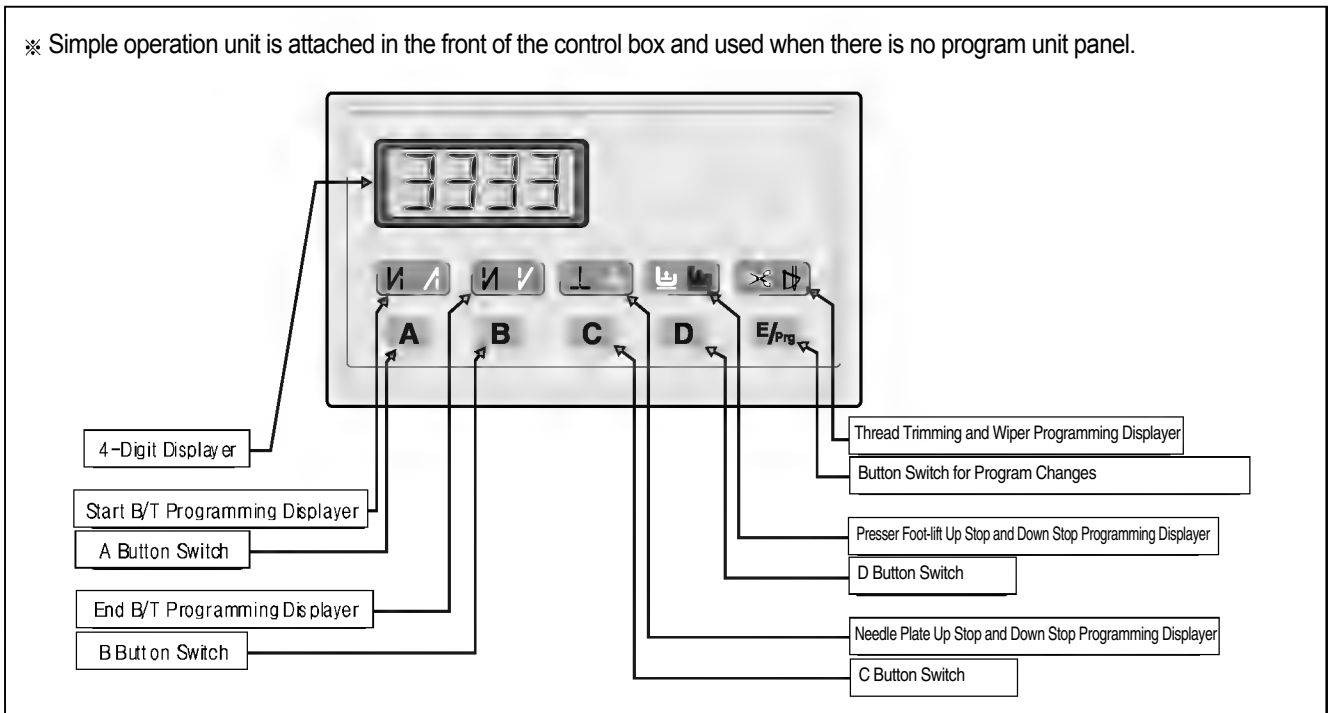 ※ Simple operation unit is attached in the front of the control box and used when there is no program unit panel.
3333
A B C D E/Prg
4-Digit Displayer
Start B/T Programming Displayer
A Button Switch
End B/T Programming Displayer
B Button Switch
Thread Trimming and Wiper Programming Displayer
Button Switch for Program Changes
Presser Foot-lift Up Stop and Down Stop Programming Displayer
D Button Switch
Needle Plate Up Stop and Down Stop Programming Displayer
C Button Switch